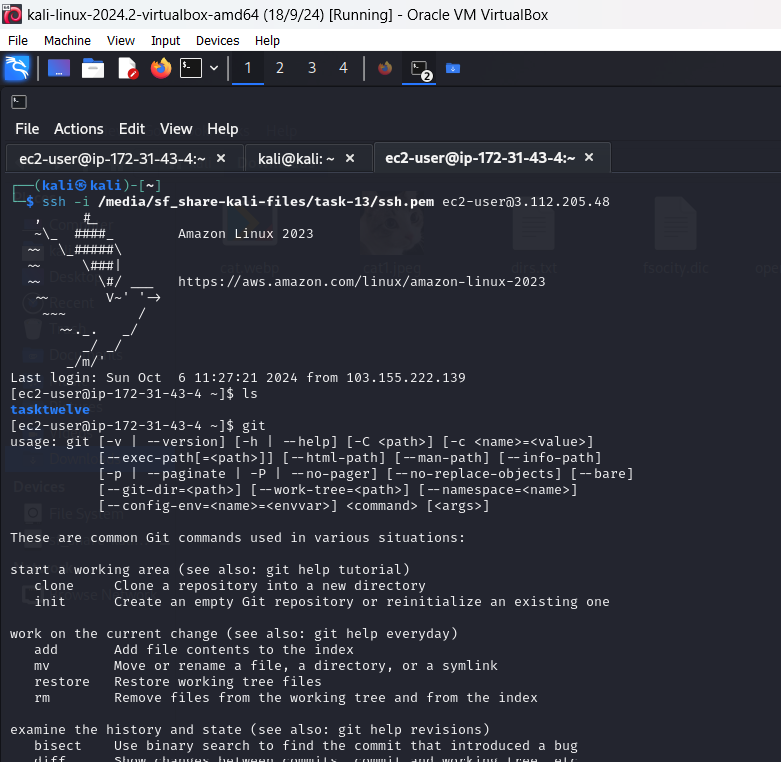 kali-linux-2024.2-virtualbox-amd64 (18/9/24) [Running] - Oracle VM VirtualBox
File Machine View Input Devices Help
1 2 3 4 2
File Actions Edit View Help
ec2-user@ip-172-31-43-4:~ × kali@kali: ~ × ec2-user@ip-172-31-43-4:~ ×
┌──(kali㉿kali)-[~]
└─$ ssh -i /media/sf_share-kali-files/task-13/ssh.pem ec2-user@3.112.205.48
   ,     #_
   ~\_  ####_        Amazon Linux 2023
  ~~  \_#####\
  ~~     \###|
  ~~       \#/ ___   https://aws.amazon.com/linux/amazon-linux-2023
   ~~       V~' '->
    ~~~         /
      ~~._.   _/
         _/ _/
       _/m/'
Last login: Sun Oct  6 11:27:21 2024 from 103.155.222.139
[ec2-user@ip-172-31-43-4 ~]$ ls
tasktwelve
[ec2-user@ip-172-31-43-4 ~]$ git
usage: git [-v | --version] [-h | --help] [-C <path>] [-c <name>=<value>]
           [--exec-path[=<path>]] [--html-path] [--man-path] [--info-path]
           [-p | --paginate | -P | --no-pager] [--no-replace-objects] [--bare]
           [--git-dir=<path>] [--work-tree=<path>] [--namespace=<name>]
           [--config-env=<name>=<envvar>] <command> [<args>]
These are common Git commands used in various situations:
start a working area (see also: git help tutorial)
   clone     Clone a repository into a new directory
   init      Create an empty Git repository or reinitialize an existing one
work on the current change (see also: git help everyday)
   add       Add file contents to the index
   mv        Move or rename a file, a directory, or a symlink
   restore   Restore working tree files
   rm        Remove files from the working tree and from the index
examine the history and state (see also: git help revisions)
   bisect    Use binary search to find the commit that introduced a bug
   diff      Show changes between commits, commit and working tree, etc